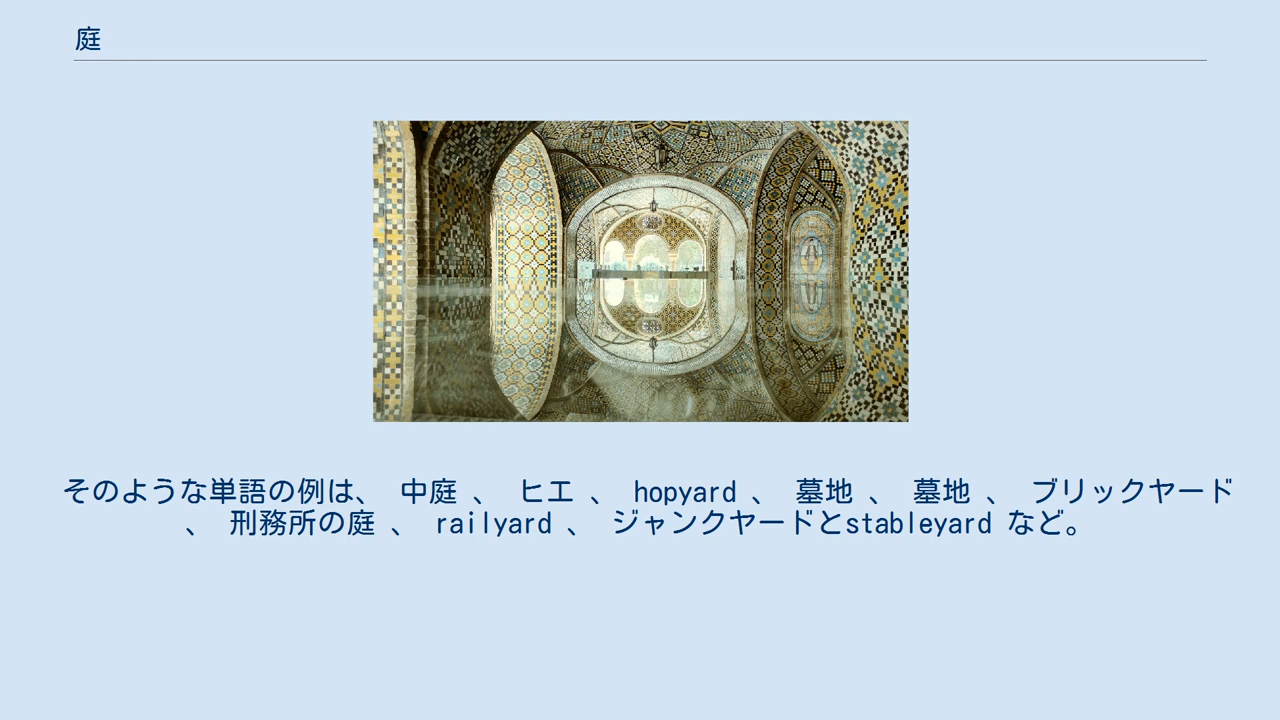 庭
そのような単語の例は、 中庭 、 ヒエ 、 hopyard 、 墓地 、 墓地 、 ブリックヤード
、 刑務所の庭 、 railyard 、 ジャンクヤードとstableyard など。